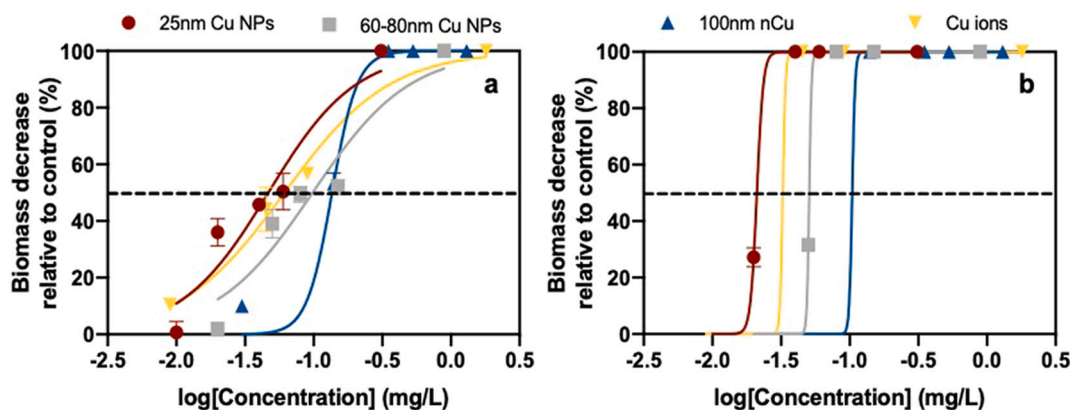 25nm Cu NPs 60-80nm Cu NPs 100nm nCu Cu ions
a
Biomass decrease
relative to control (%)
100
80
60
40
20
0
-2.5 -2.0 -1.5 -1.0 -0.5 0.0 0.5
log[Concentration] (mg/L)
b
Biomass decrease
relative to control (%)
100
80
60
40
20
0
-2.5 -2.0 -1.5 -1.0 -0.5 0.0 0.5
log[Concentration] (mg/L)